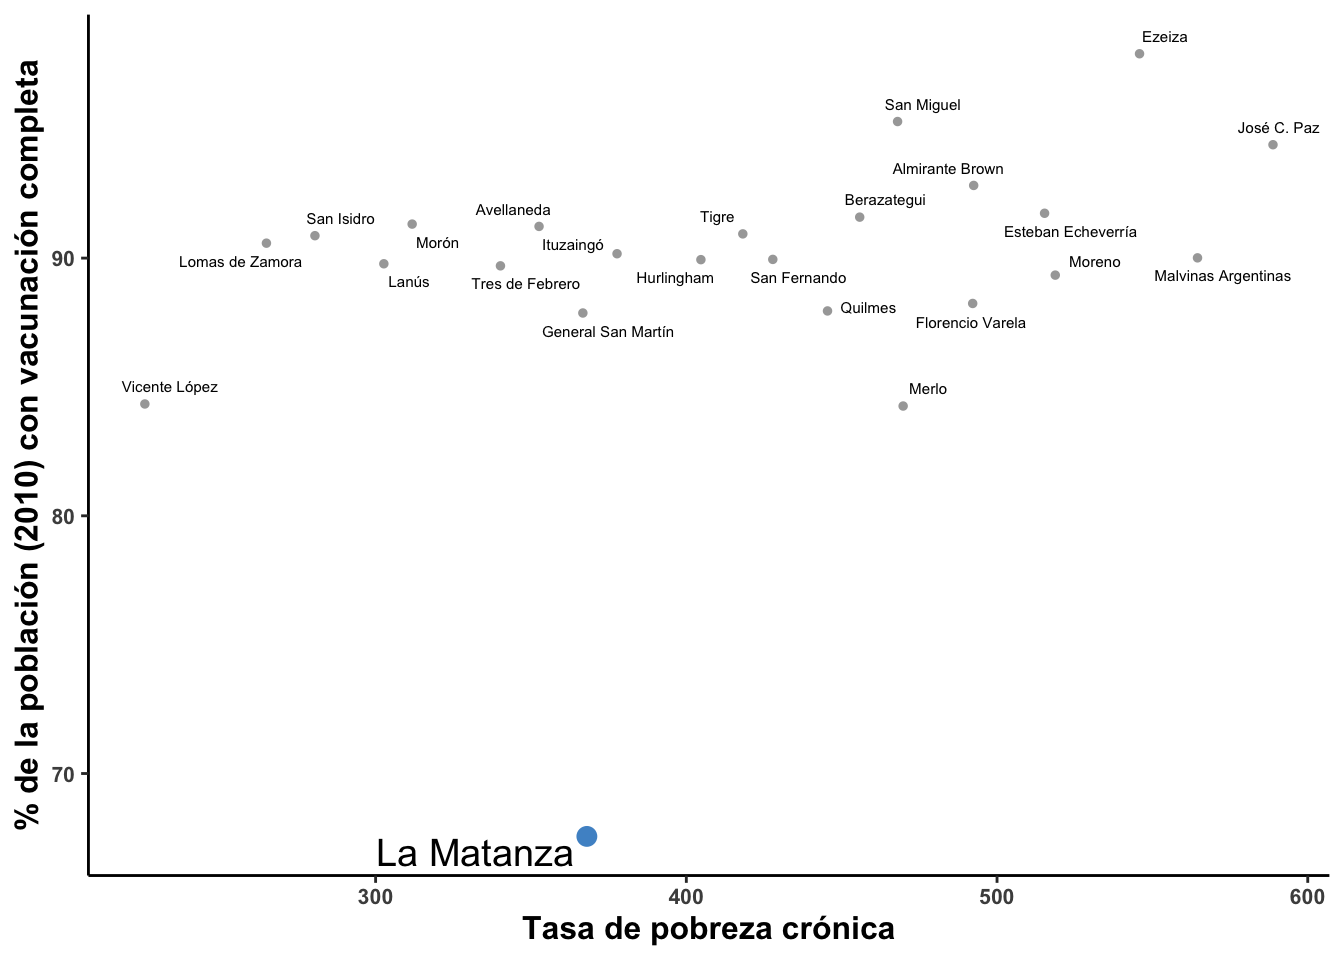 % de la población (2010) con vacunación completa
Ezeiza
San Miguel
José C. Paz
Almirante Brown
Berazategui
Avellaneda
Tigre
San Isidro
Esteban Echeverría
Morón
Ituzaingó
90
Lomas de Zamora
Moreno
Malvinas Argentinas
Hurlingham
San Fernando
Lanús
Tres de Febrero
Quilmes
Florencio Varela
General San Martín
Vicente López
Merlo
80
70
La Matanza
300
400
500
600
Tasa de pobreza crónica